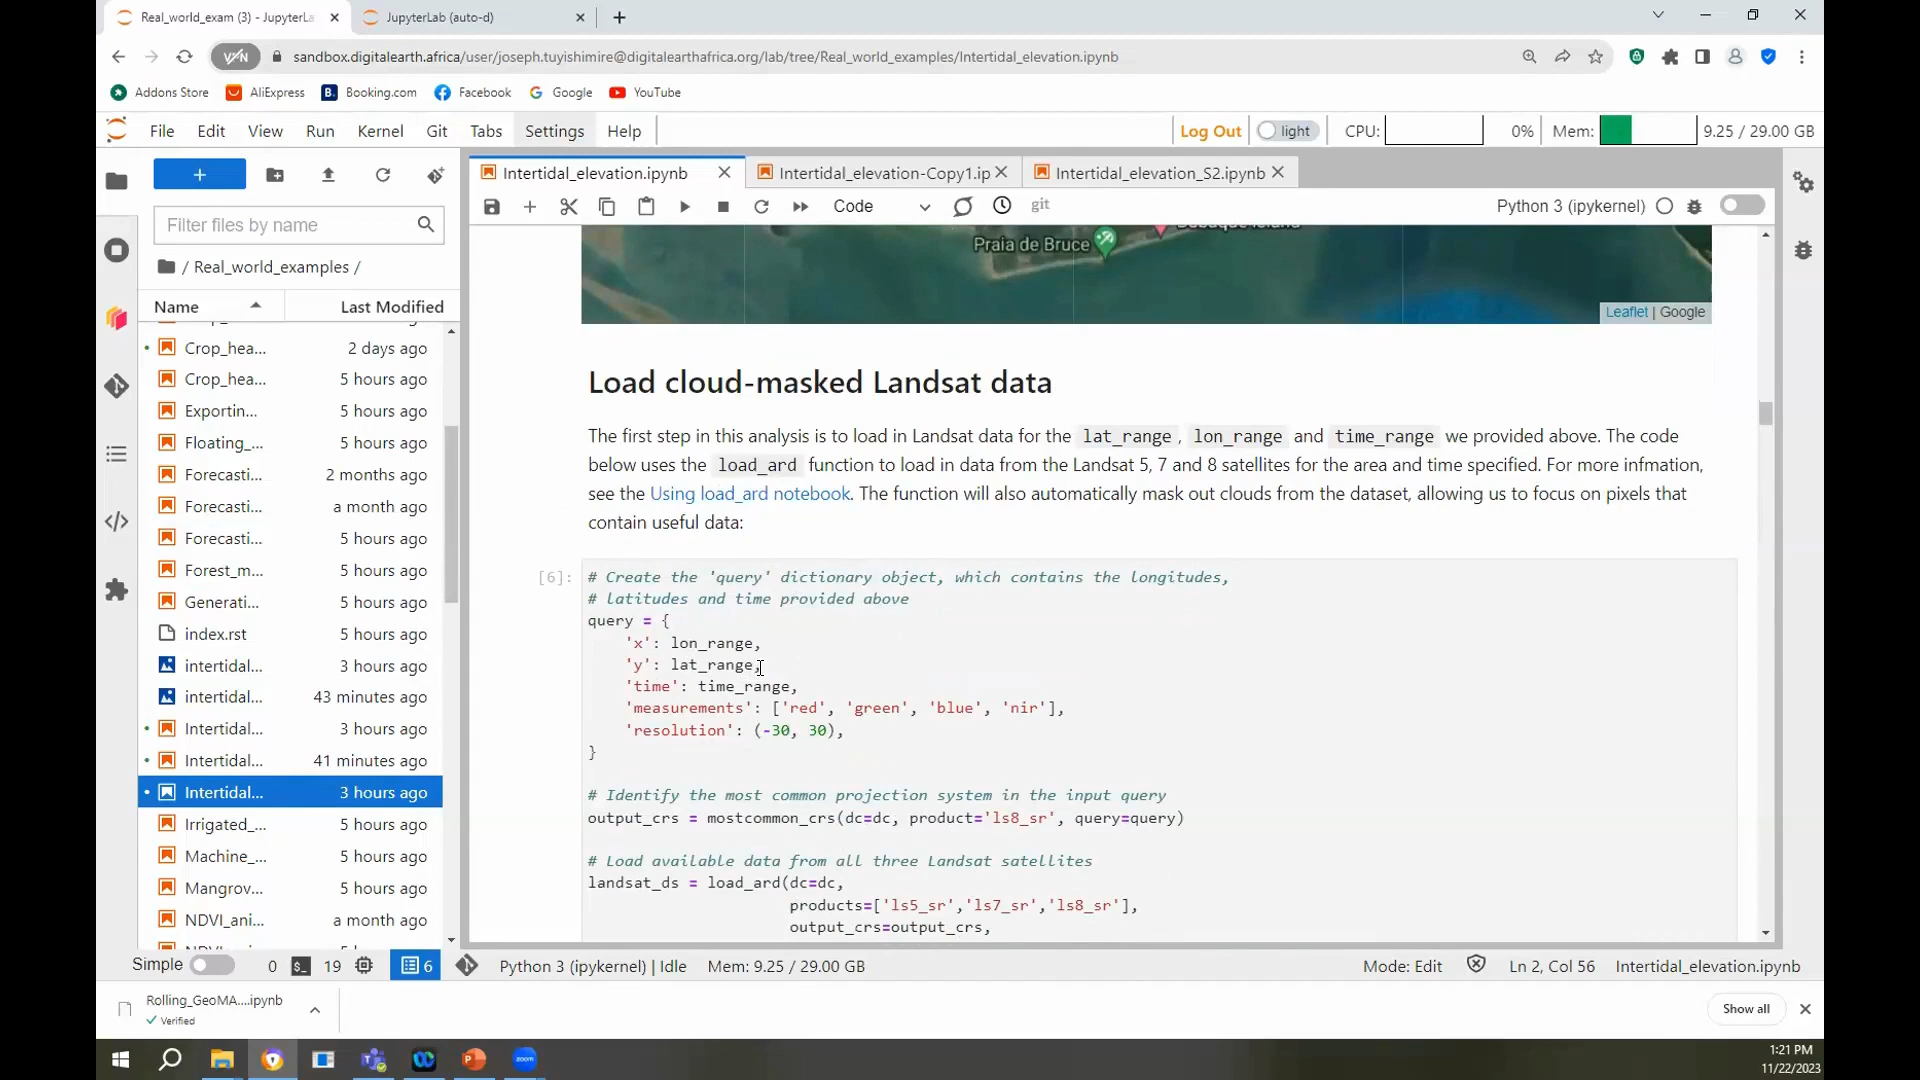 Real_world_exam (3) - JupyterLa
JupyterLab (auto-d)
VPN
sandbox.digitalearth.africa/user/joseph.tuyishimire@digitalearthafrica.org/lab/tree/Real_world_examples/Intertidal_elevation.ipynb
Addons Store
AliExpress
Booking.com
Facebook
Google
YouTube
File
Edit
View
Run
Kernel
Git
Tabs
Settings
Help
Log Out
light
CPU:
0%
Mem:
9.25 / 29.00 GB
Intertidal_elevation.ipynb
Intertidal_elevation-Copy1.ip
Intertidal_elevation_S2.ipynb
Code
git
Python 3 (ipykernel)
Filter files by name
/ Real_world_examples /
Name
Last Modified
Crop_hea...
2 days ago
Crop_hea...
5 hours ago
Exportin...
5 hours ago
Floating_...
5 hours ago
Forecasti...
2 months ago
Forecasti...
a month ago
Forecasti...
5 hours ago
Forest_m...
5 hours ago
Generati...
5 hours ago
index.rst
5 hours ago
intertidal...
3 hours ago
intertidal...
43 minutes ago
Intertidal...
3 hours ago
Intertidal...
41 minutes ago
Intertidal...
3 hours ago
Irrigated_...
5 hours ago
Machine_...
5 hours ago
Mangrov...
5 hours ago
NDVI_ani...
a month ago
Praia de Bruce
Leaflet | Google
Load cloud-masked Landsat data
The first step in this analysis is to load in Landsat data for the lat_range , lon_range and time_range we provided above. The code
below uses the load_ard function to load in data from the Landsat 5, 7 and 8 satellites for the area and time specified. For more infmation,
see the Using load_ard notebook. The function will also automatically mask out clouds from the dataset, allowing us to focus on pixels that
contain useful data:
[6]:
# Create the 'query' dictionary object, which contains the longitudes,
# latitudes and time provided above
query = {
'x': lon_range,
'y': lat_range,
'time': time_range,
'measurements': ['red', 'green', 'blue', 'nir'],
'resolution': (-30, 30),
}
# Identify the most common projection system in the input query
output_crs = mostcommon_crs(dc=dc, product='ls8_sr', query=query)
# Load available data from all three Landsat satellites
landsat_ds = load_ard(dc=dc,
products=['ls5_sr','ls7_sr','ls8_sr'],
output_crs=output_crs,
Simple
0
19
6
Python 3 (ipykernel) | Idle
Mem: 9.25 / 29.00 GB
Mode: Edit
Ln 2, Col 56
Intertidal_elevation.ipynb
Rolling_GeoMA....ipynb
Verified
Show all
zoom
1:21 PM
11/22/2023